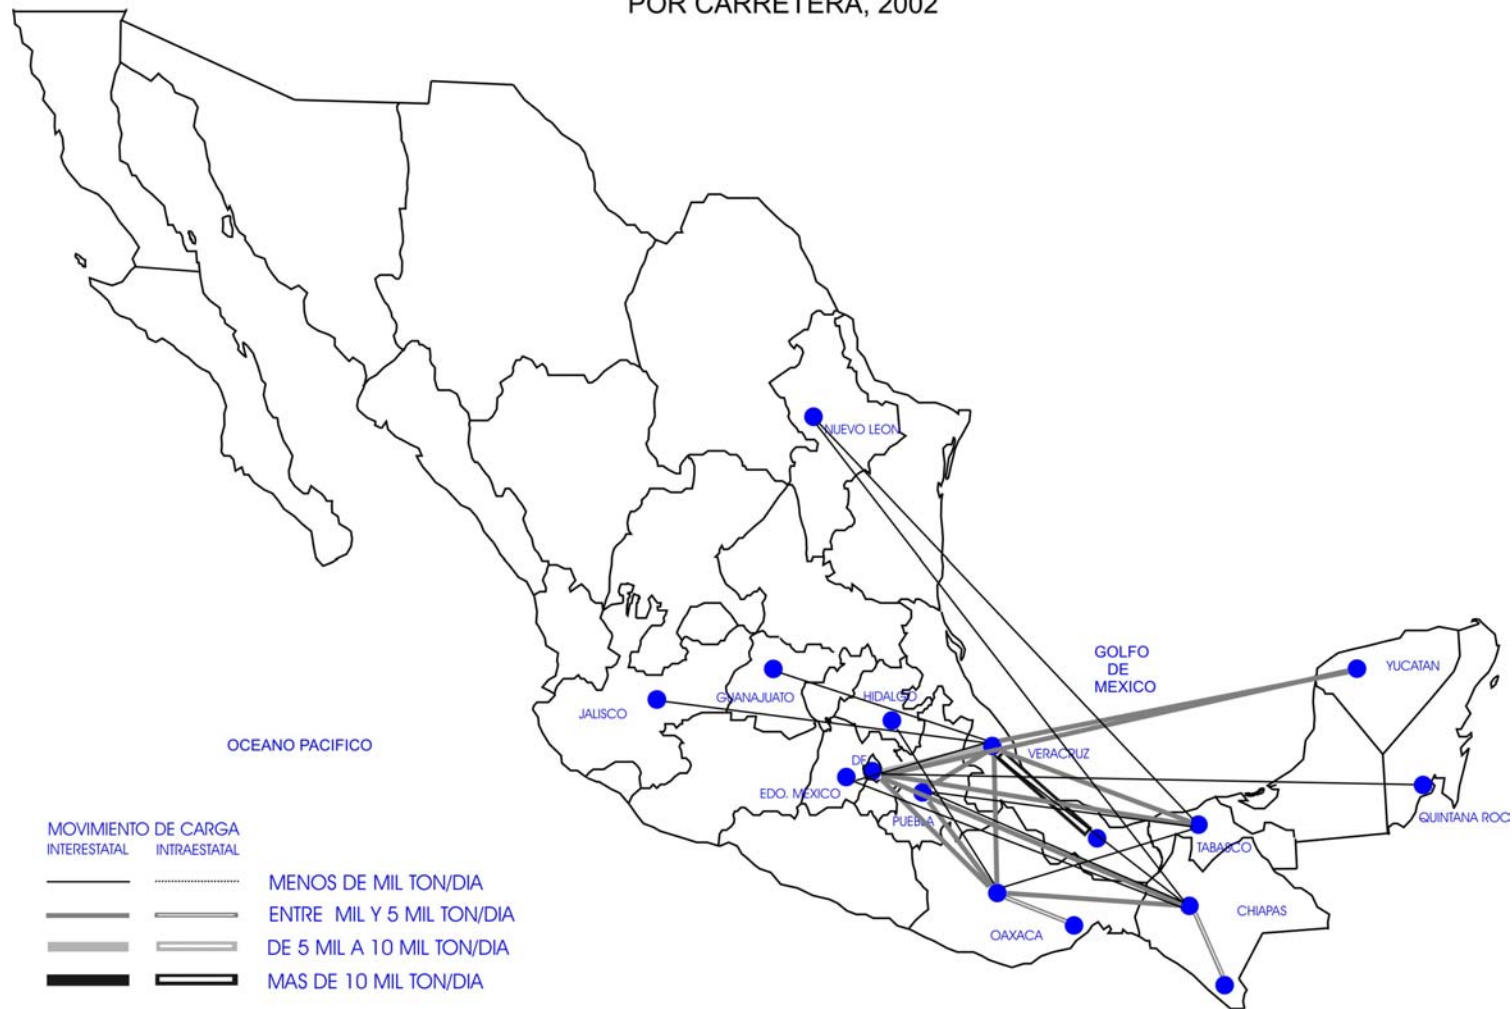 POR CARRETERA, 2002
NUEVO LEON
GOLFO
DE
MEXICO
YUCATAN
GUANAJUATO
HIDALGO
JALISCO
OCEANO PACIFICO
VERACRUZ
EDO. MEXICO
QUINTANA ROO
PUEBLA
TABASCO
CHIAPAS
OAXACA
MOVIMIENTO DE CARGA
INTERESTATAL INTRAESTATAL
MENOS DE MIL TON/DIA
ENTRE MIL Y 5 MIL TON/DIA
DE 5 MIL A 10 MIL TON/DIA
MAS DE 10 MIL TON/DIA